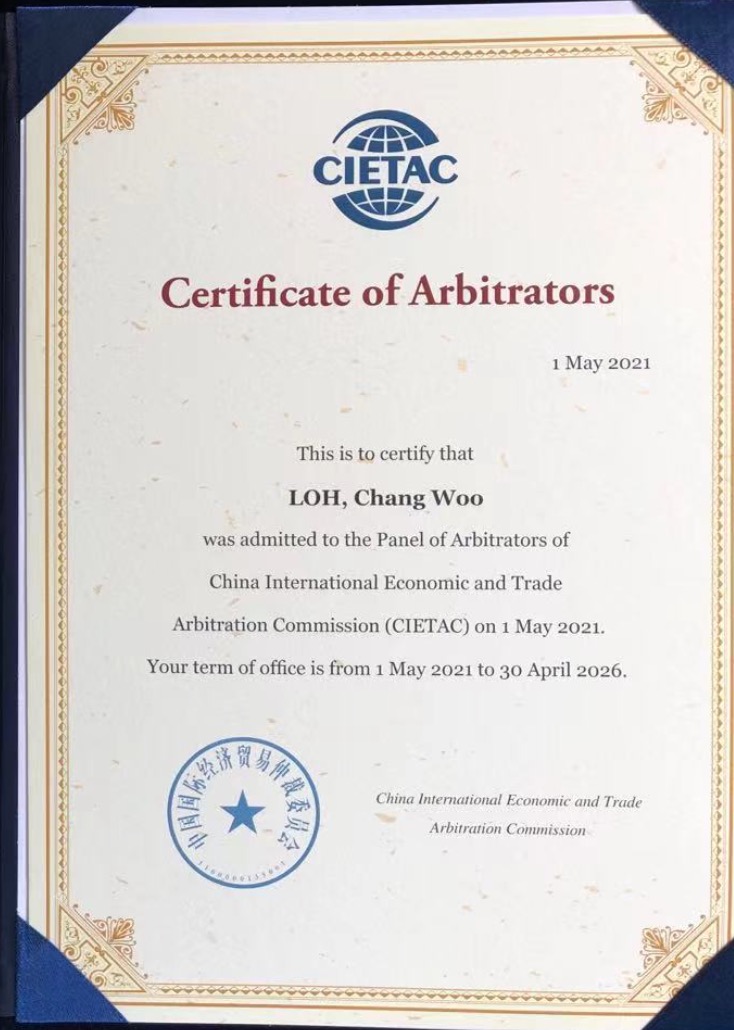 CIETAC
Certificate of Arbitrators
1 May 2021
This is to certify that
LOH, Chang Woo
was admitted to the Panel of Arbitrators of
China International Economic and Trade
Arbitration Commission (CIETAC) on 1 May 2021.
Your term of office is from 1 May 2021 to 30 April 2026.
中国国际经济贸易仲裁委员会
China International Economic and Trade
Arbitration Commission